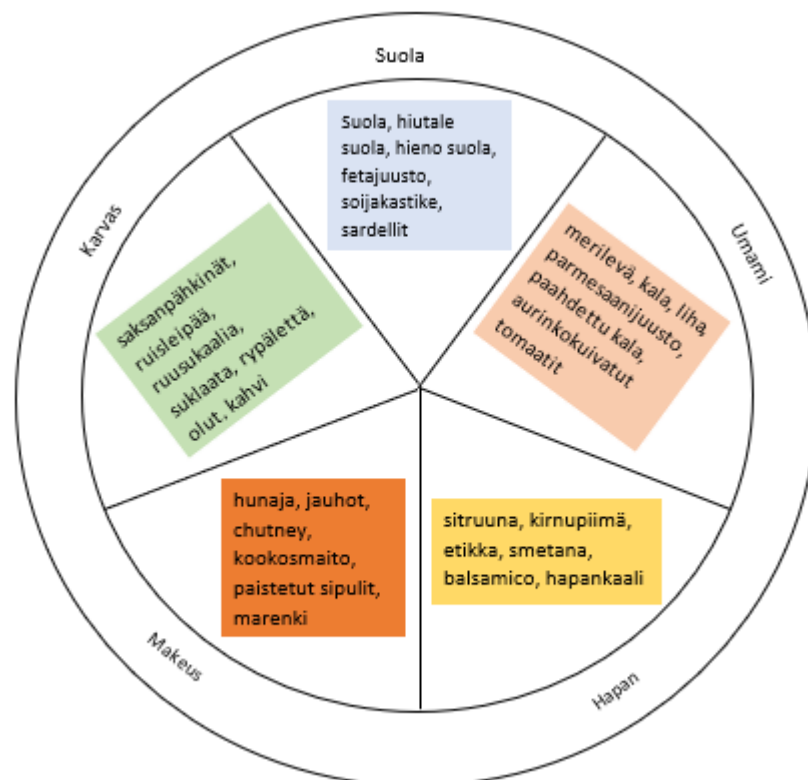 Suola
Suola, hiutale
suola, hieno suola,
fetajuusto,
soijakastike,
sardellit
Umami
merilevä, kala, liha,
parmesaanijuusto,
paahdettu kala,
aurinkokuivatut
tomaatit
Karvas
saksanpähkinät,
ruisleipää,
ruusukaalia,
suklaata, rypälettä,
olut, kahvi
hunaja, jauhot,
chutney,
kookosmaito,
paistetut sipulit,
marenki
Makeus
sitruuna, kirnupiimä,
etikka, smetana,
balsamico, hapankaali
Hapan